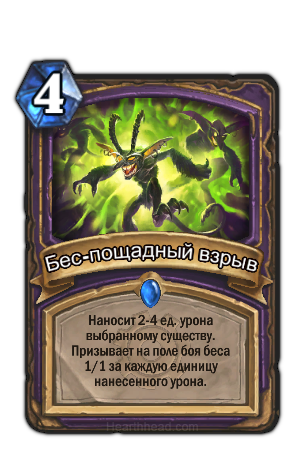 4
Бес-пощадный взрыв
Наносит 2-4 ед. урона
выбранному существу.
Призывает на поле боя беса
1/1 за каждую единицу
нанесенного урона.
Hearthhead.com